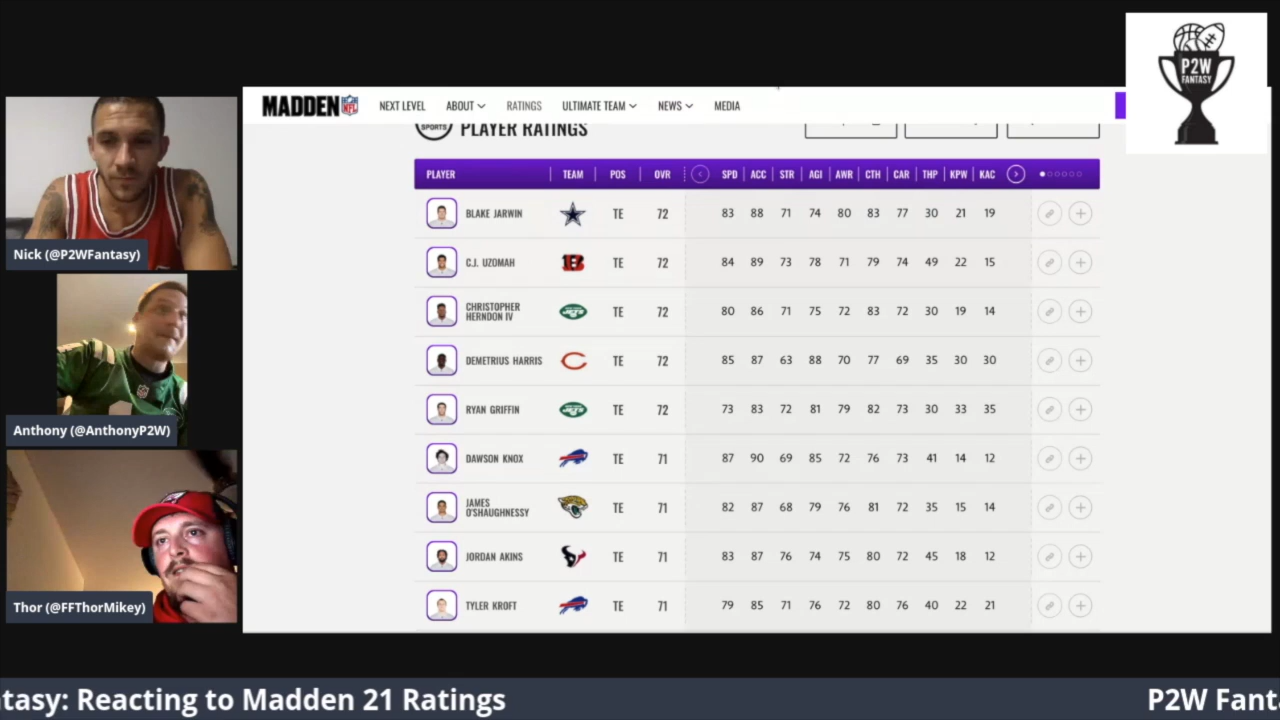 P2W
FANTASY
MADDEN NFL NEXT LEVEL ABOUT RATINGS ULTIMATE TEAM NEWS MEDIA
SPORTS
PLAYER RATINGS
PLAYER TEAM POS OVR SPD ACC STR AGI AWR CTH CAR THP KPW KAC
BLAKE JARWIN TE 72 83 88 71 74 80 83 77 30 21 19
C.J. UZOMAH TE 72 84 89 73 78 71 79 74 49 22 15
CHRISTOPHER
HERNDON IV TE 72 80 86 71 75 72 83 72 30 19 14
DEMETRIUS HARRIS TE 72 85 87 63 88 70 77 69 35 30 30
RYAN GRIFFIN TE 72 73 83 72 81 79 82 73 30 33 35
DAWSON KNOX TE 71 87 90 69 85 72 76 73 41 14 12
JAMES
O'SHAUGHNESSY TE 71 82 87 68 79 76 81 72 35 15 14
JORDAN AKINS TE 71 83 87 76 74 75 80 72 45 18 12
TYLER KROFT TE 71 79 85 71 76 72 80 76 40 22 21
Nick (@P2WFantasy)
Anthony (@AnthonyP2W)
Thor (@FFThorMikey)
tasy: Reacting to Madden 21 Ratings
P2W Fant